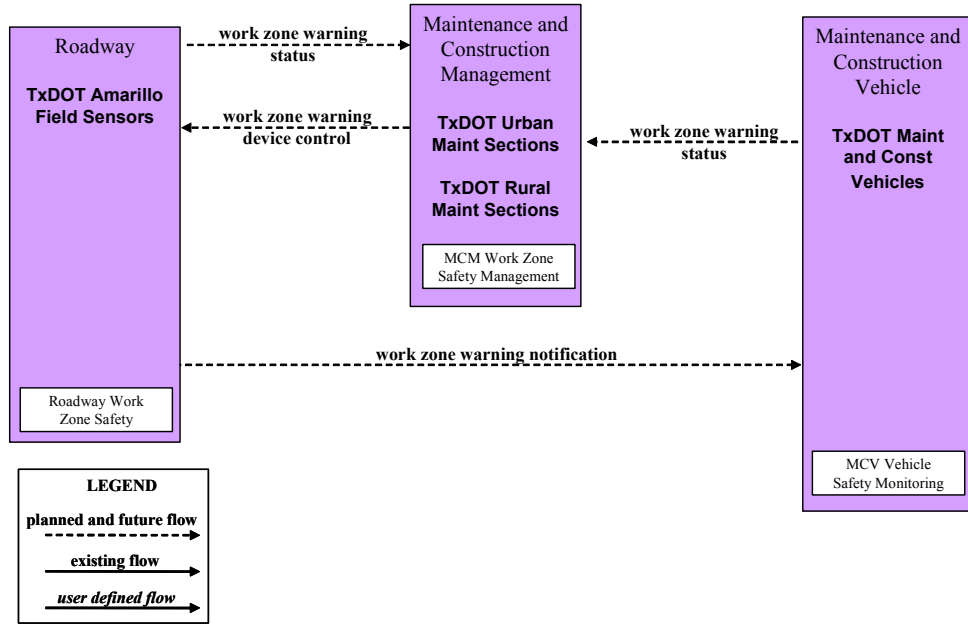 Roadway
TxDOT Amarillo
Field Sensors
Roadway Work
Zone Safety
work zone warning
status
work zone warning
device control
Maintenance and
Construction
Management
TxDOT Urban
Maint Sections
TxDOT Rural
Maint Sections
MCM Work Zone
Safety Management
work zone warning
status
Maintenance and
Construction
Vehicle
TxDOT Maint
and Const
Vehicles
MCV Vehicle
Safety Monitoring
work zone warning notification
LEGEND
planned and future flow
existing flow
user defined flow